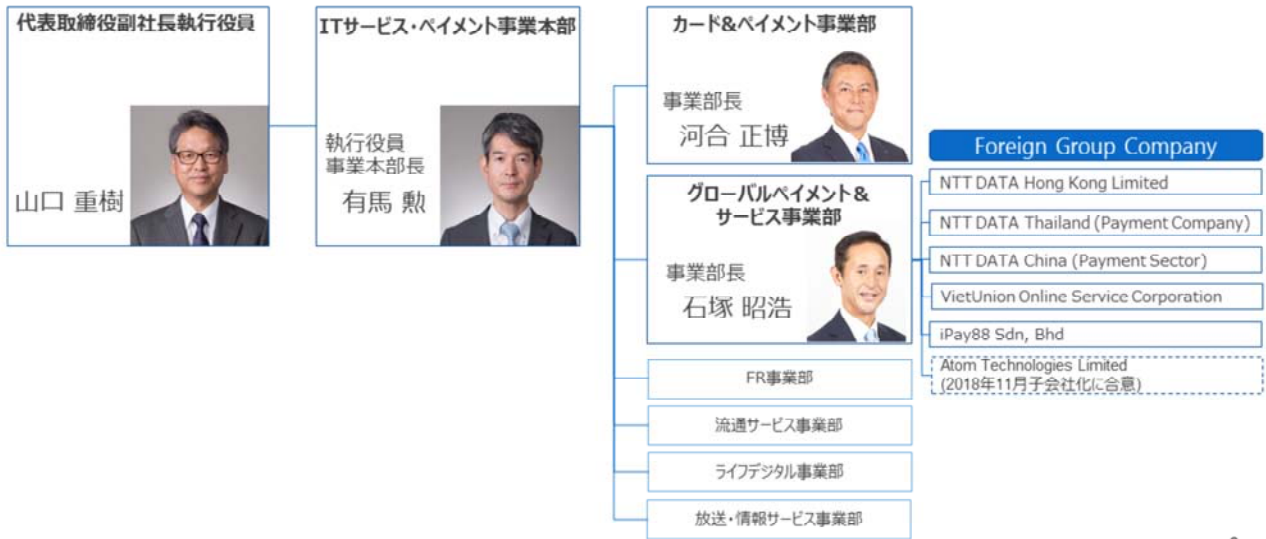 代表取締役副社長執行役員
山口 重樹
ITサービス・ペイメント事業本部
執行役員
事業本部長
有馬 勲
カード&ペイメント事業部
事業部長
河合 正博
グローバルペイメント&
サービス事業部
事業部長
石塚 昭浩
FR事業部
流通サービス事業部
ライフデジタル事業部
放送・情報サービス事業部
Foreign Group Company
NTT DATA Hong Kong Limited
NTT DATA Thailand (Payment Company)
NTT DATA China (Payment Sector)
VietUnion Online Service Corporation
iPay88 Sdn, Bhd
Atom Technologies Limited
(2018年11月子会社化に合意)